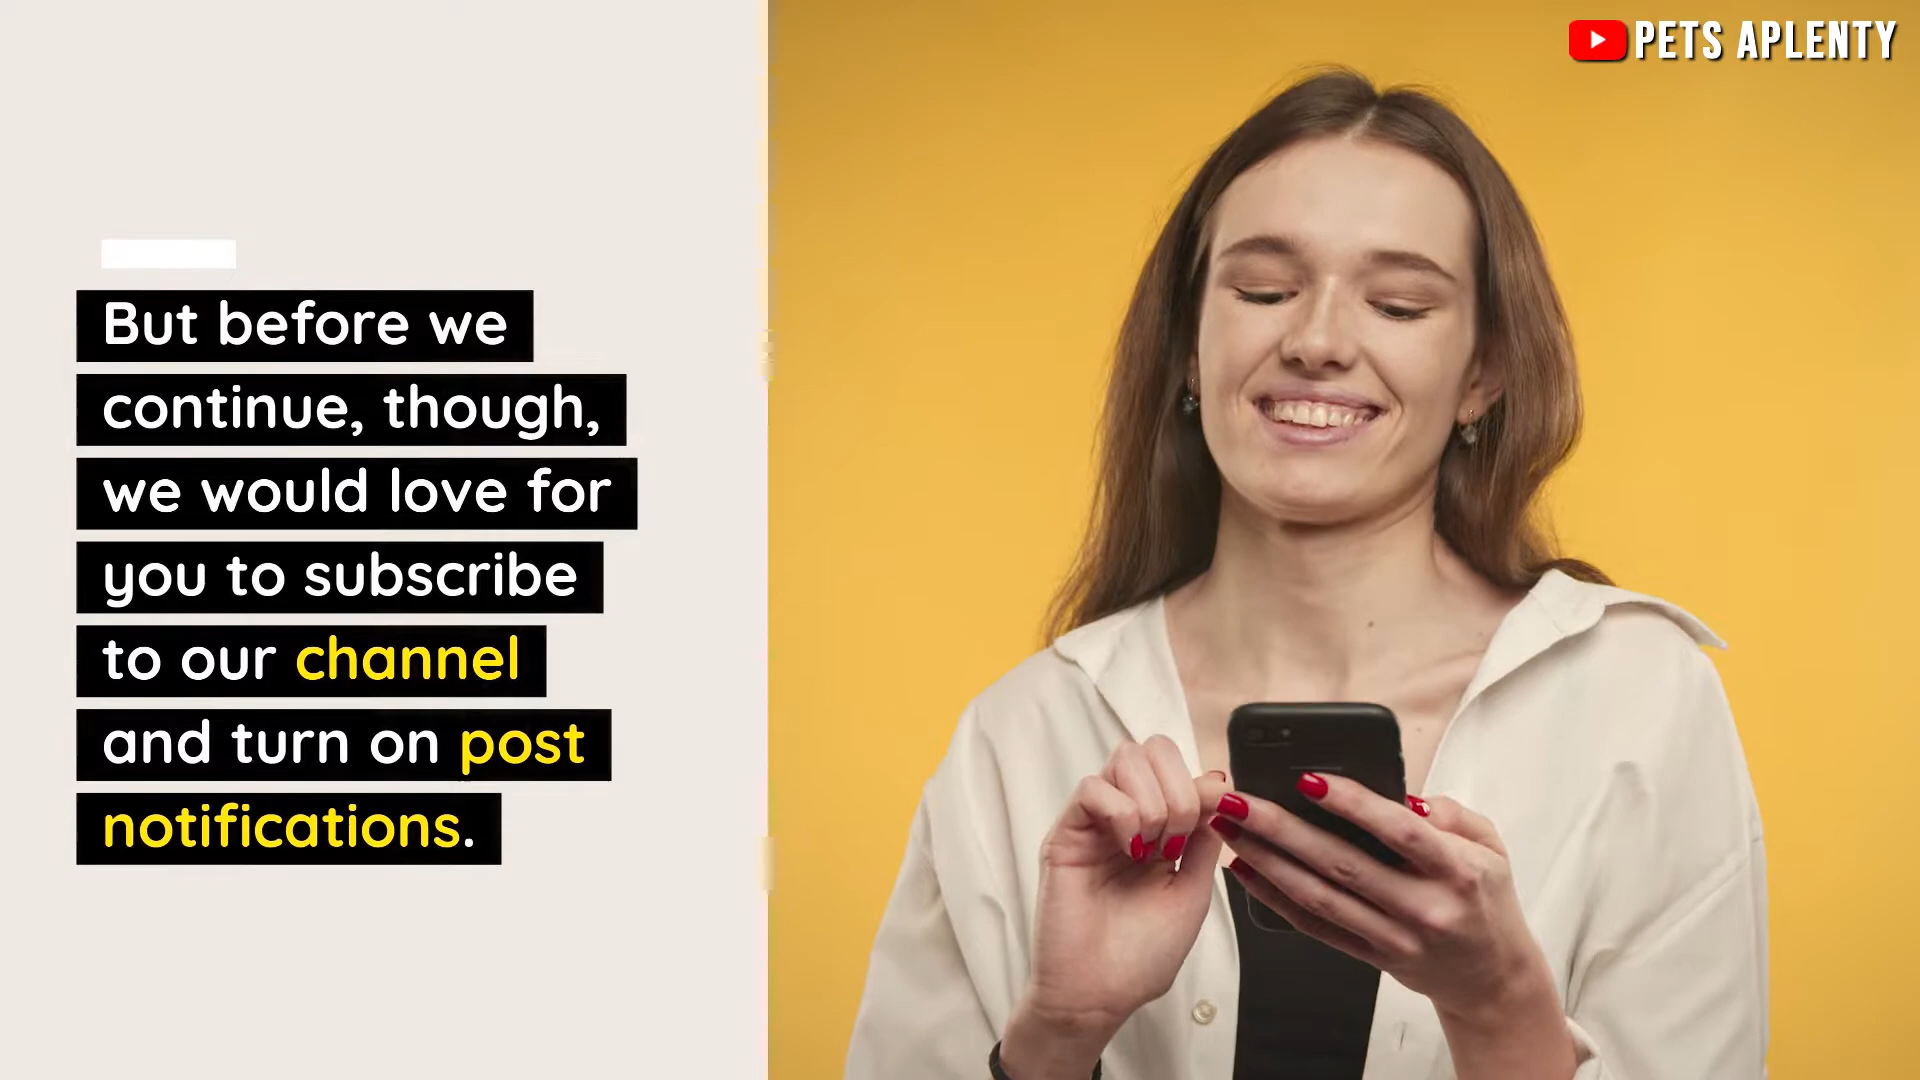 PETS APLENTY
But before we
continue, though,
we would love for
you to subscribe
to our channel
and turn on post
notifications.